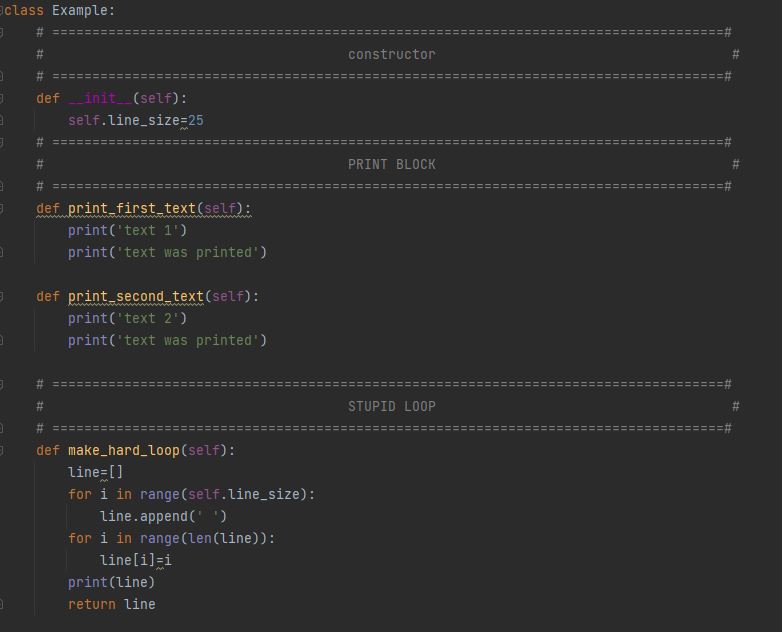 class Example:
    # ====================================================================================#
    #                                      constructor                                     #
    # ====================================================================================#
    def __init__(self):
        self.line_size=25
    # ====================================================================================#
    #                                      PRINT BLOCK                                     #
    # ====================================================================================#
    def print_first_text(self):
        print('text 1')
        print('text was printed')

    def print_second_text(self):
        print('text 2')
        print('text was printed')

    # ====================================================================================#
    #                                      STUPID LOOP                                     #
    # ====================================================================================#
    def make_hard_loop(self):
        line=[]
        for i in range(self.line_size):
            line.append(' ')
        for i in range(len(line)):
            line[i]=i
        print(line)
        return line